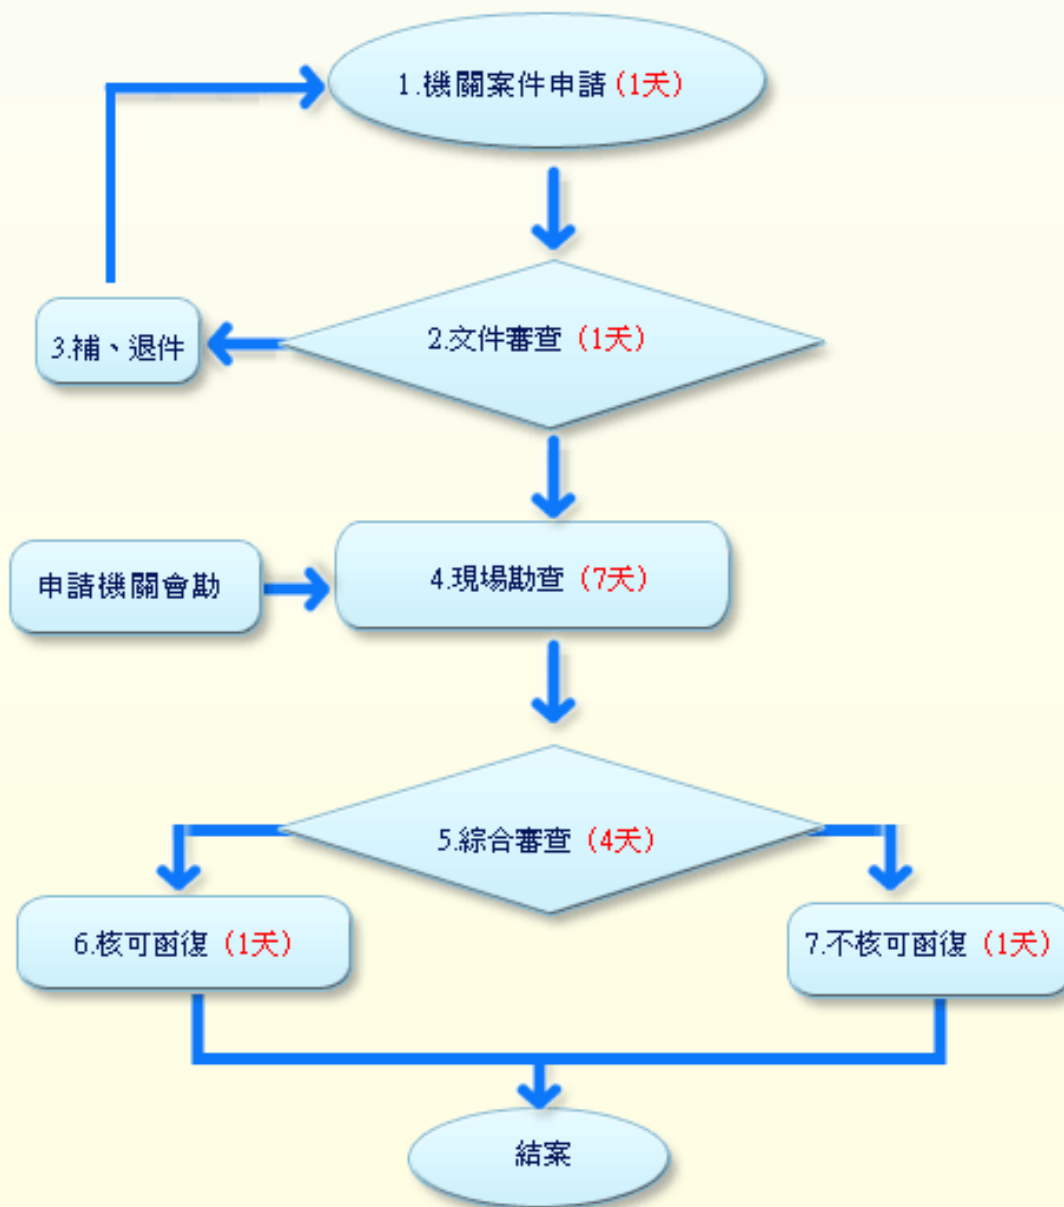 1.機關案件申請(1天)
2.文件審查(1天)
3.補、退件
4.現場勘查(7天)
申請機關會勘
5.綜合審查(4天)
6.核可函復(1天)
7.不核可函復(1天)
結案